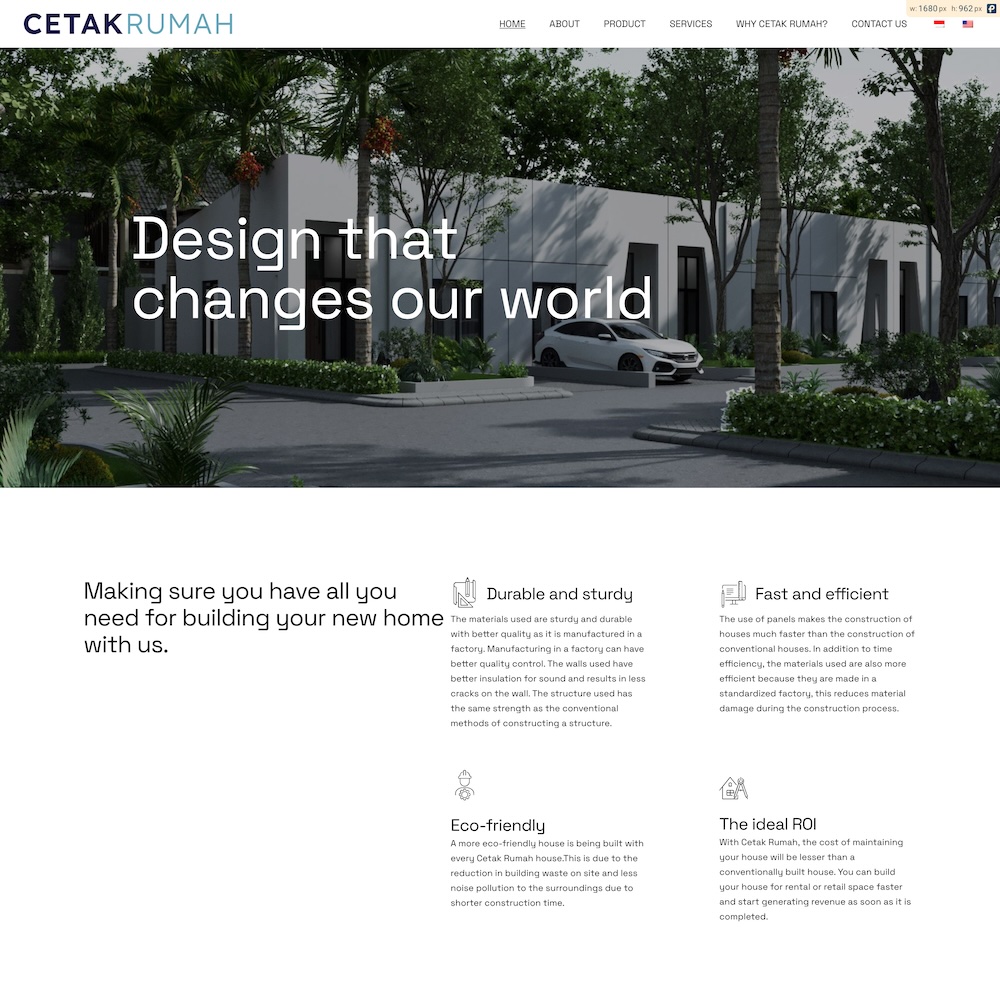 CETAKRUMAH
HOME ABOUT PRODUCT SERVICES WHY CETAK RUMAH? CONTACT US
w: 1680 px h: 962 px
Design that
changes our world
Making sure you have all you
need for building your new home
with us.
Durable and sturdy
The materials used are sturdy and durable
with better quality as it is manufactured in a
factory. Manufacturing in a factory can have
better quality control. The walls used have
better insulation for sound and results in less
cracks on the wall. The structure used has
the same strength as the conventional
methods of constructing a structure.
Fast and efficient
The use of panels makes the construction of
houses much faster than the construction of
conventional houses. In addition to time
efficiency, the materials used are also more
efficient because they are made in a
standardized factory, this reduces material
damage during the construction process.
Eco-friendly
A more eco-friendly house is being built with
every Cetak Rumah house.This is due to the
reduction in building waste on site and less
noise pollution to the surroundings due to
shorter construction time.
The ideal ROI
With Cetak Rumah, the cost of maintaining
your house will be lesser than a
conventionally built house. You can build
your house for rental or retail space faster
and start generating revenue as soon as it is
completed.